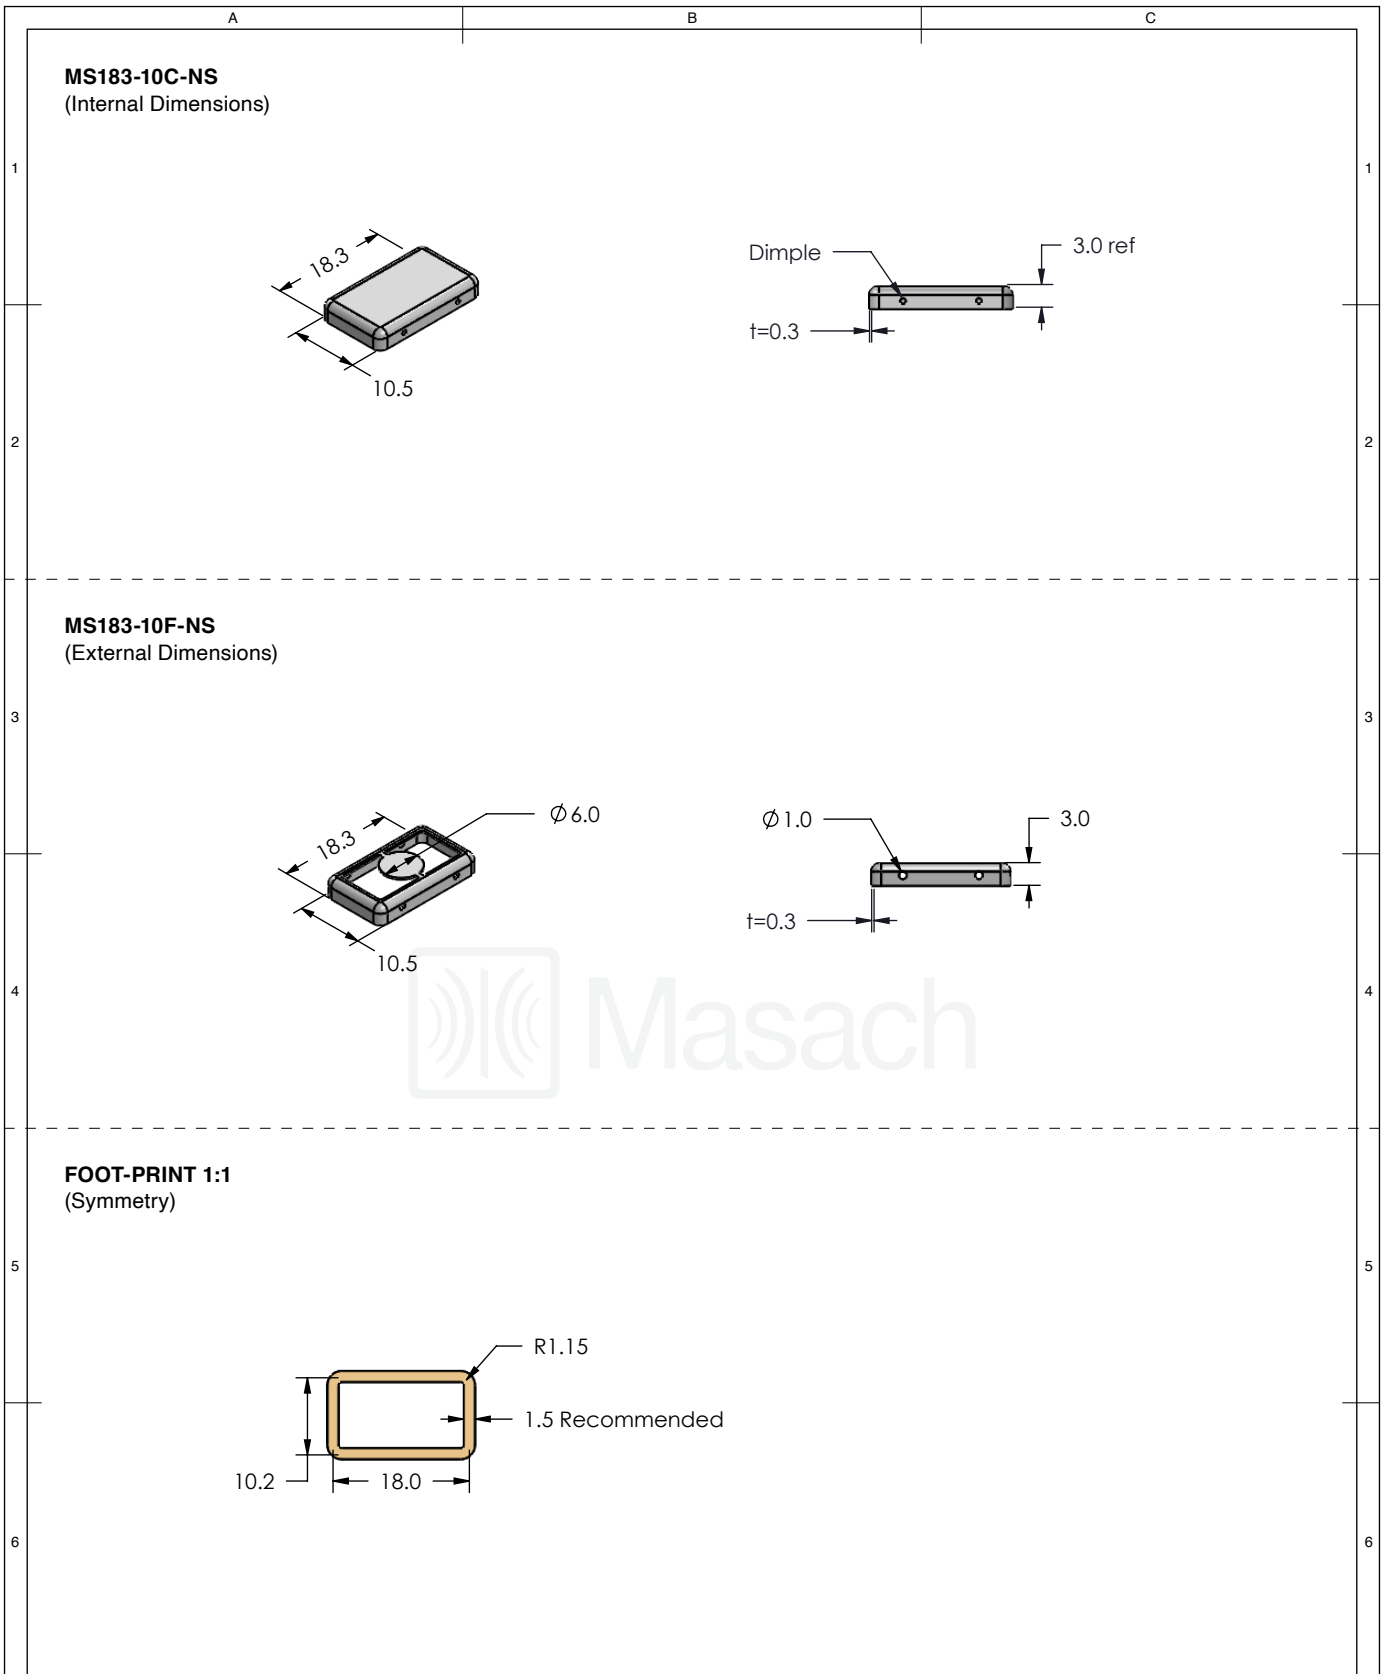 A B C
MS183-10C-NS
(Internal Dimensions)
1 1
18.3
10.5
Dimple
3.0 ref
t=0.3
2 2
MS183-10F-NS
(External Dimensions)
3 3
18.3
Ø6.0
10.5
Ø1.0
3.0
t=0.3
Masach
4 4
FOOT-PRINT 1:1
(Symmetry)
5 5
R1.15
1.5 Recommended
10.2
18.0
6 6